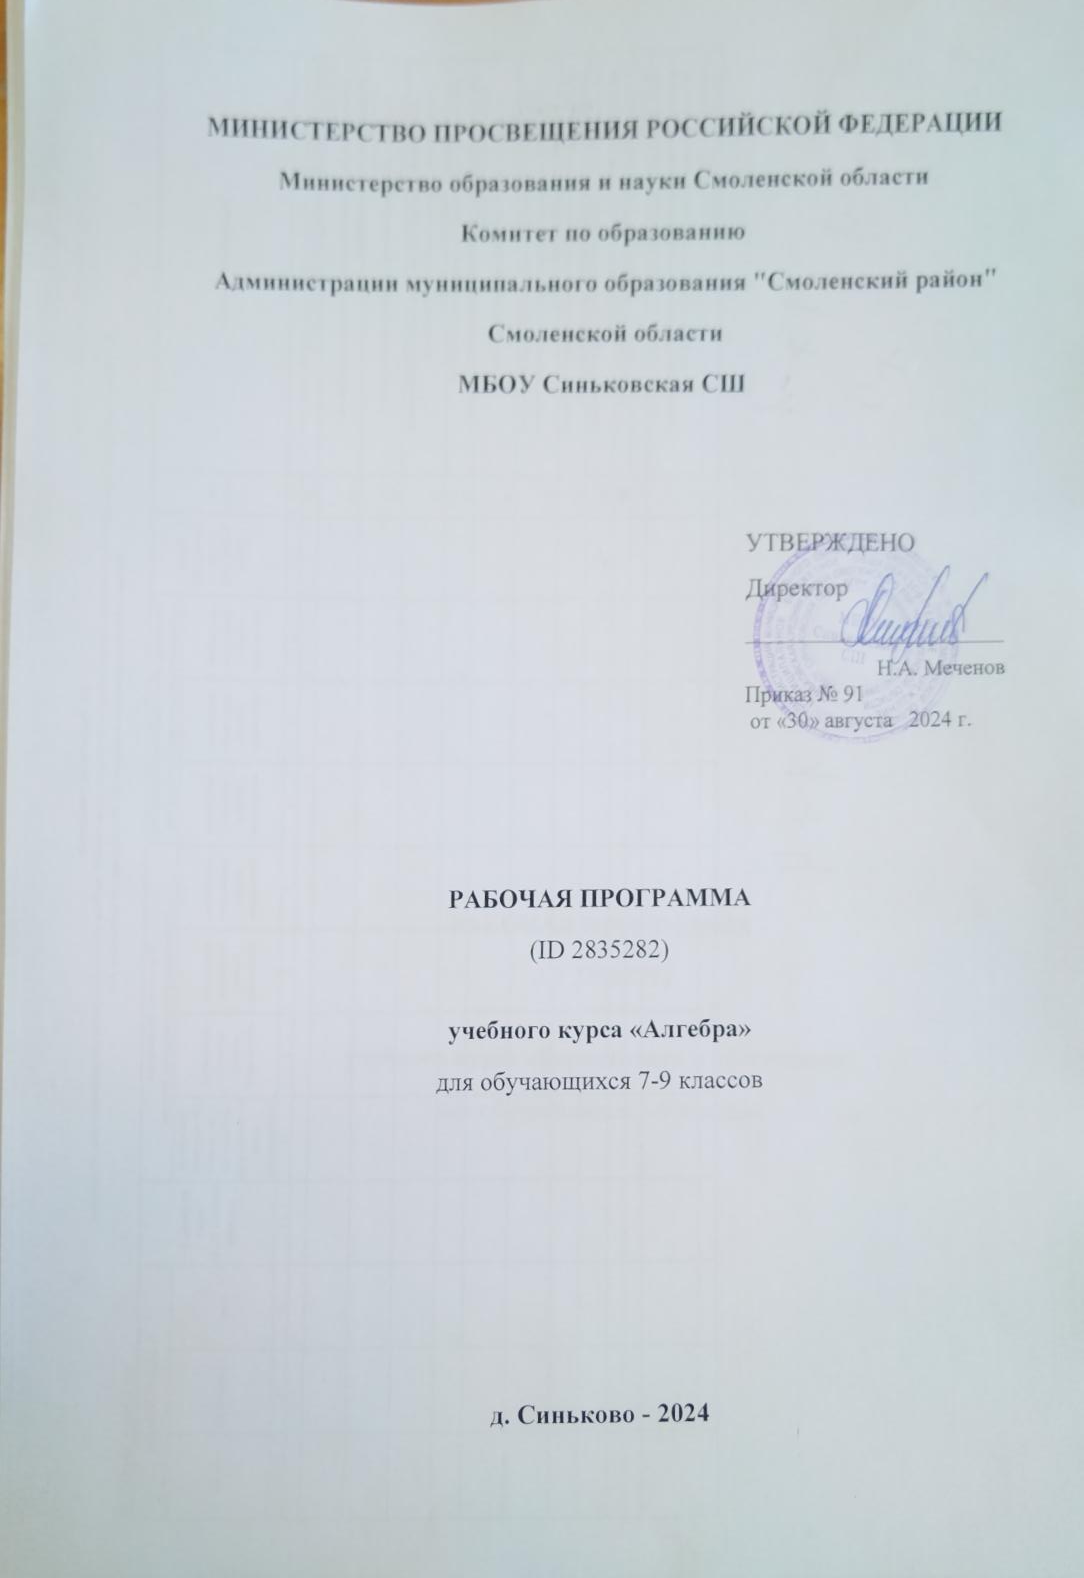 МИНИСТЕРСТВО ПРОСВЕЩЕНИЯ РОССИЙСКОЙ ФЕДЕРАЦИИ
Министерство образования и науки Смоленской области
Комитет по образованию
Администрации муниципального образования "Смоленский район"
Смоленской области
МБОУ Синьковская СШ
УТВЕРЖДЕНО
Директор
Н.А. Меченов
Приказ № 91
от «30» августа 2024 г.
РАБОЧАЯ ПРОГРАММА
(ID 2835282)
учебного курса «Алгебра»
для обучающихся 7-9 классов
д. Синьково - 2024